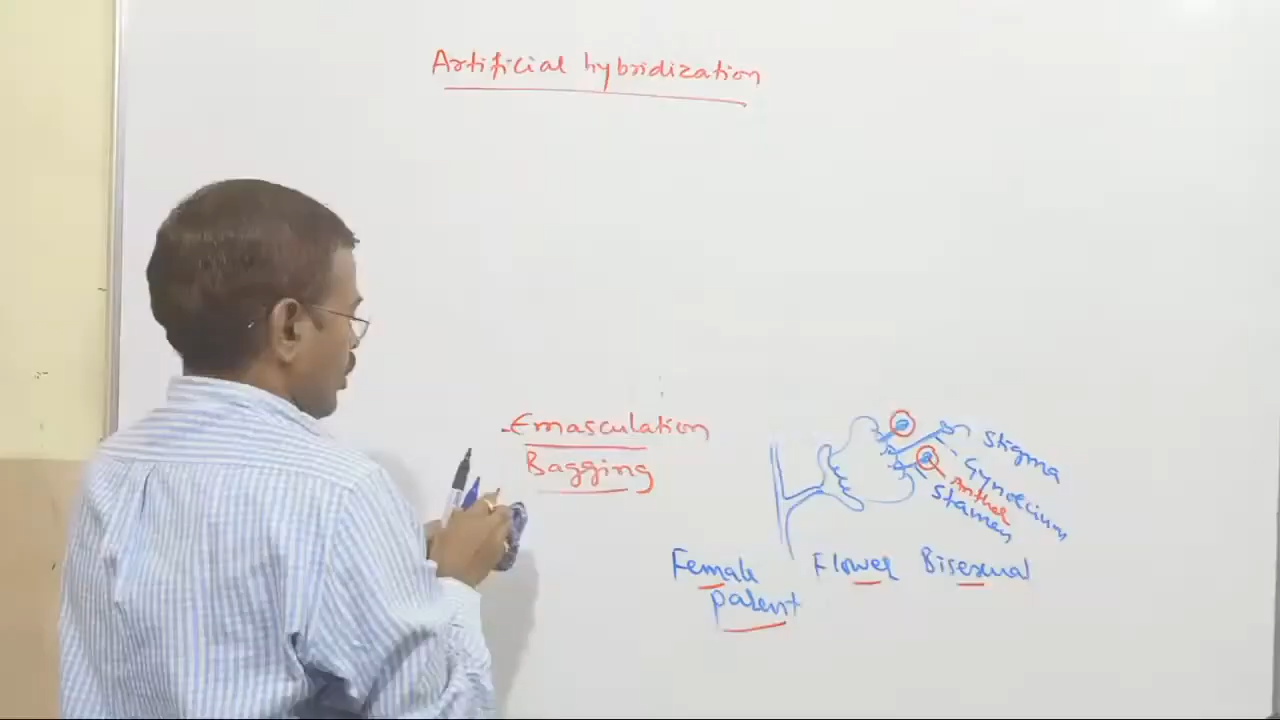 Artificial hybridization
Emasculation
Bagging
Stigma
Gynoecium
Anther
Stamen
Female Flower Bisexual
parent